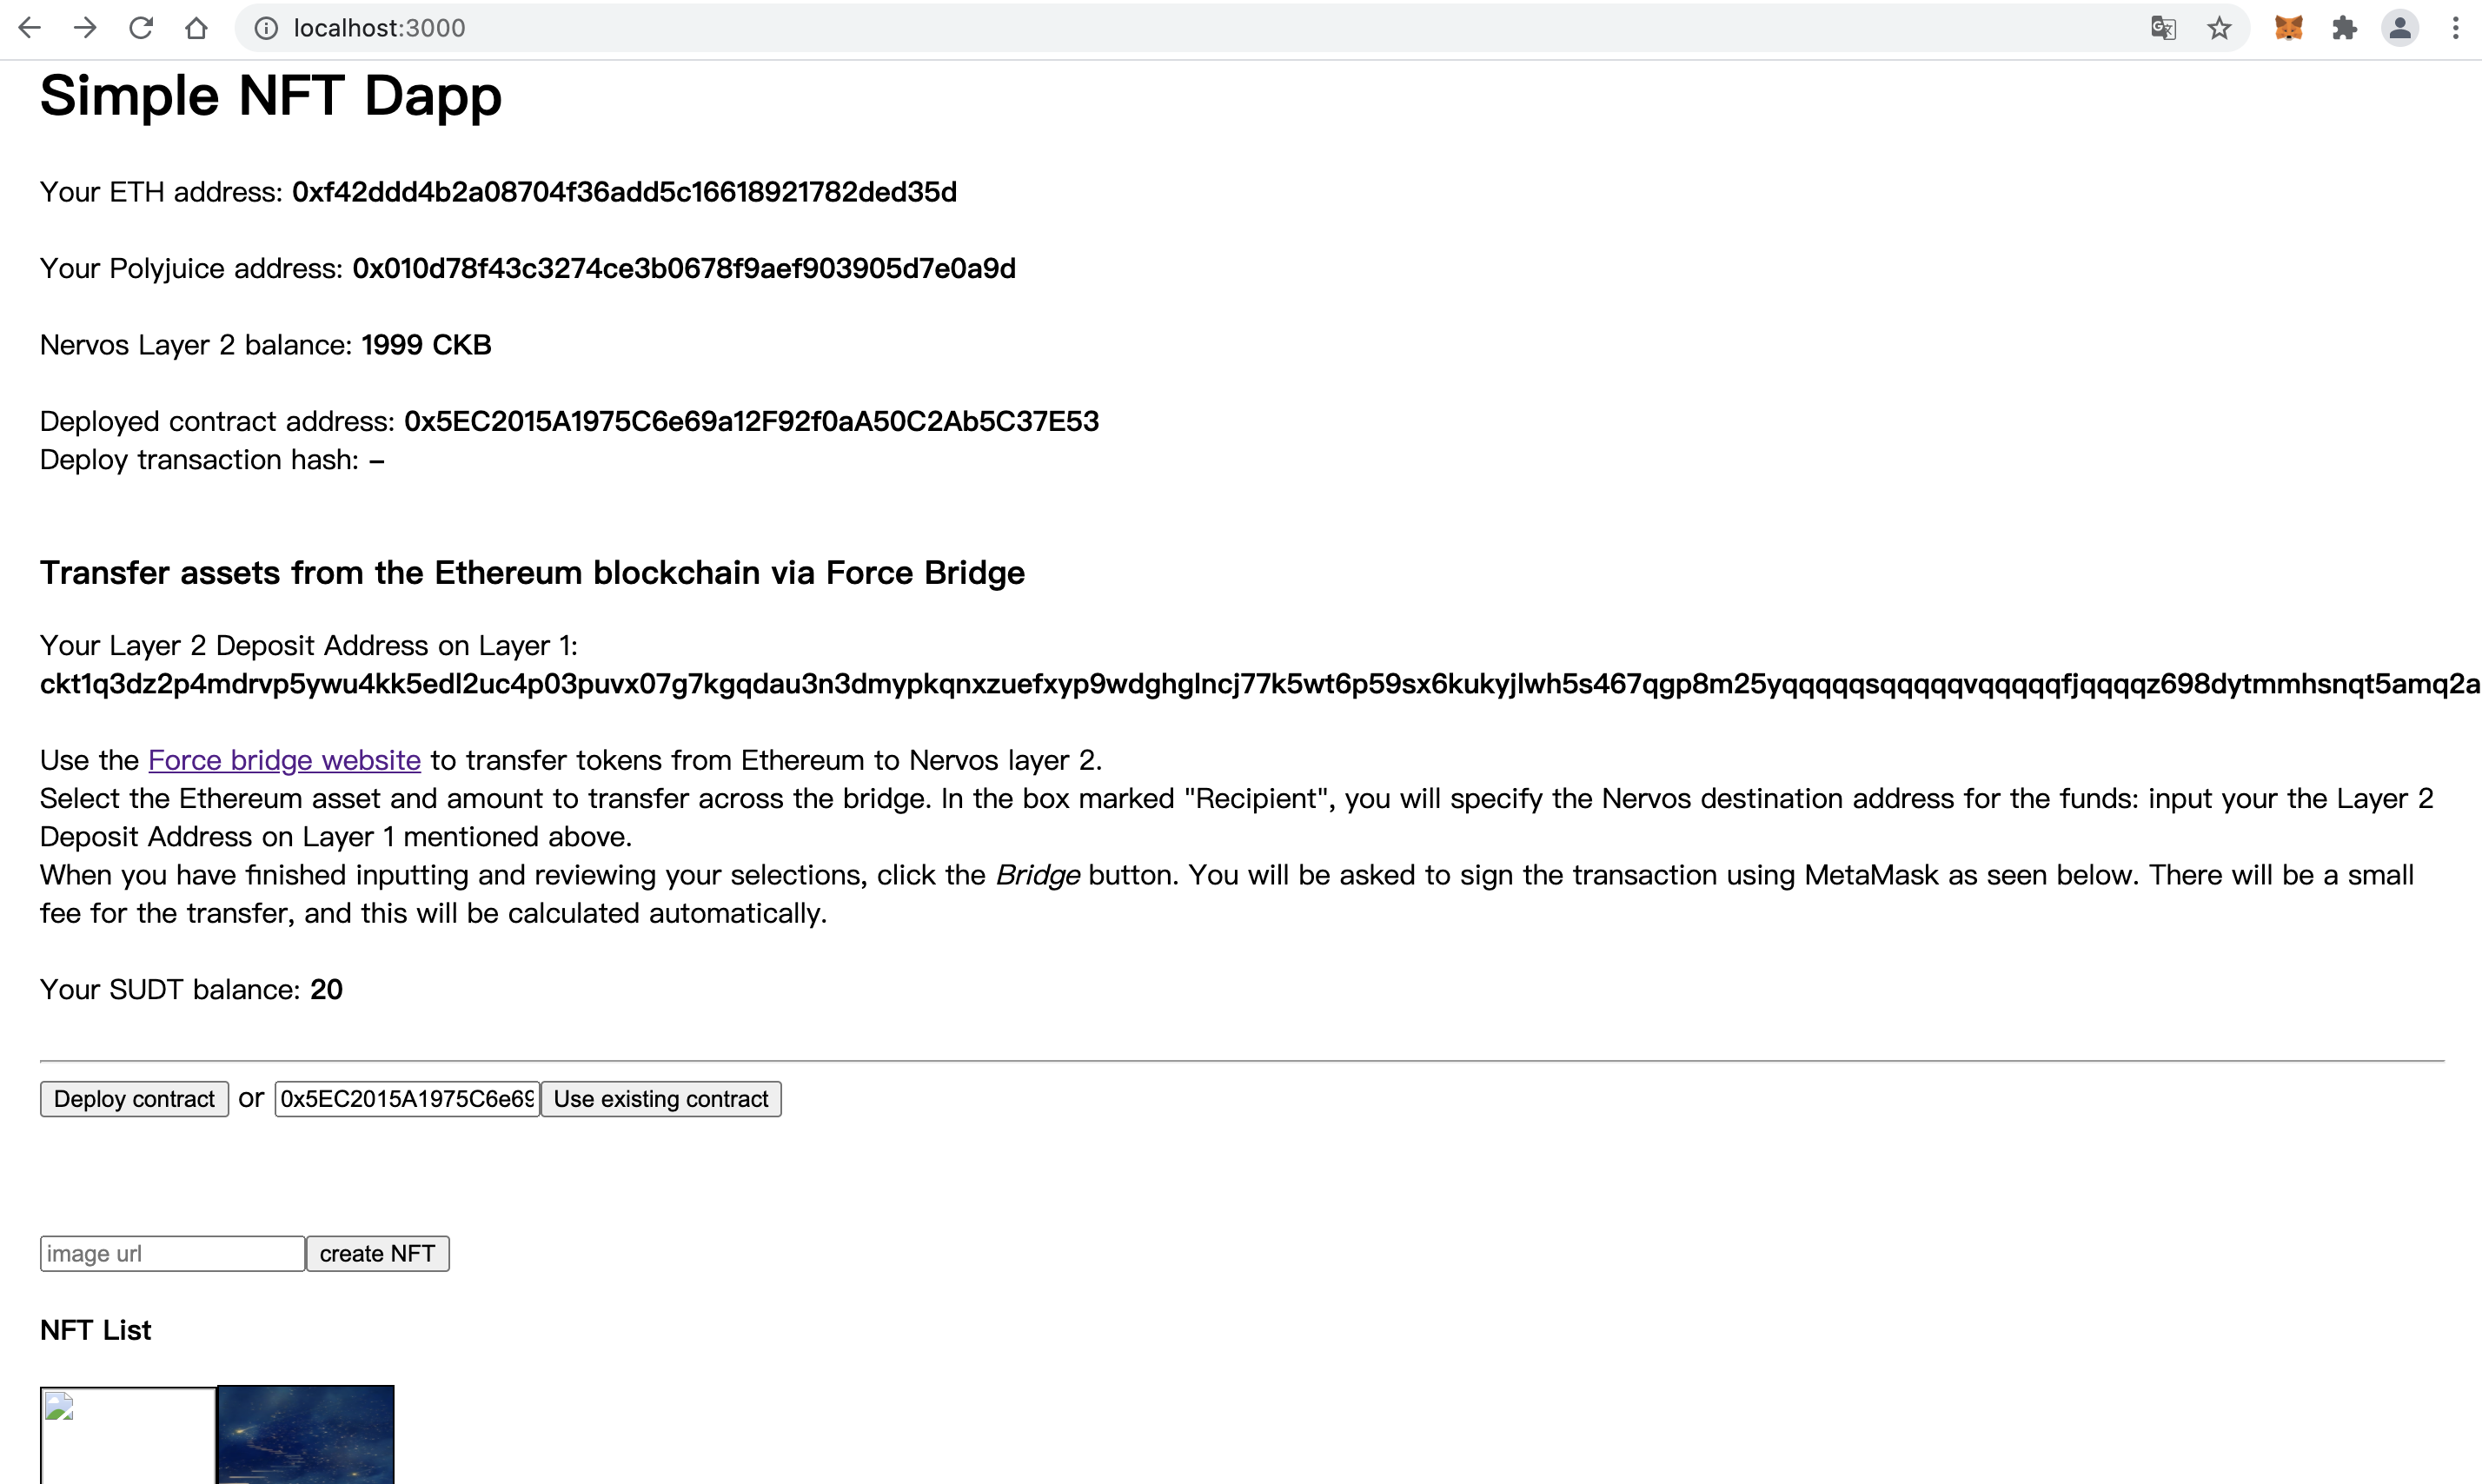 localhost:3000
Simple NFT Dapp
Your ETH address: 0xf42ddd4b2a08704f36add5c16618921782ded35d
Your Polyjuice address: 0x010d78f43c3274ce3b0678f9aef903905d7e0a9d
Nervos Layer 2 balance: 1999 CKB
Deployed contract address: 0x5EC2015A1975C6e69a12F92f0aA50C2Ab5C37E53
Deploy transaction hash: –
Transfer assets from the Ethereum blockchain via Force Bridge
Your Layer 2 Deposit Address on Layer 1:
ckt1q3dz2p4mdrvp5ywu4kk5edl2uc4p03puvx07g7kgqdau3n3dmypkqnxzuefxyp9wdghglncj77k5wt6p59sx6kukyjlwh5s467qgp8m25yqqqqqsqqqqqvqqqqqfjqqqqz698dytmmhsnqt5amq2a
Use the Force bridge website to transfer tokens from Ethereum to Nervos layer 2.
Select the Ethereum asset and amount to transfer across the bridge. In the box marked "Recipient", you will specify the Nervos destination address for the funds: input your the Layer 2
Deposit Address on Layer 1 mentioned above.
When you have finished inputting and reviewing your selections, click the Bridge button. You will be asked to sign the transaction using MetaMask as seen below. There will be a small
fee for the transfer, and this will be calculated automatically.
Your SUDT balance: 20
Deploy contract or 0x5EC2015A1975C6e69 Use existing contract
image url create NFT
NFT List